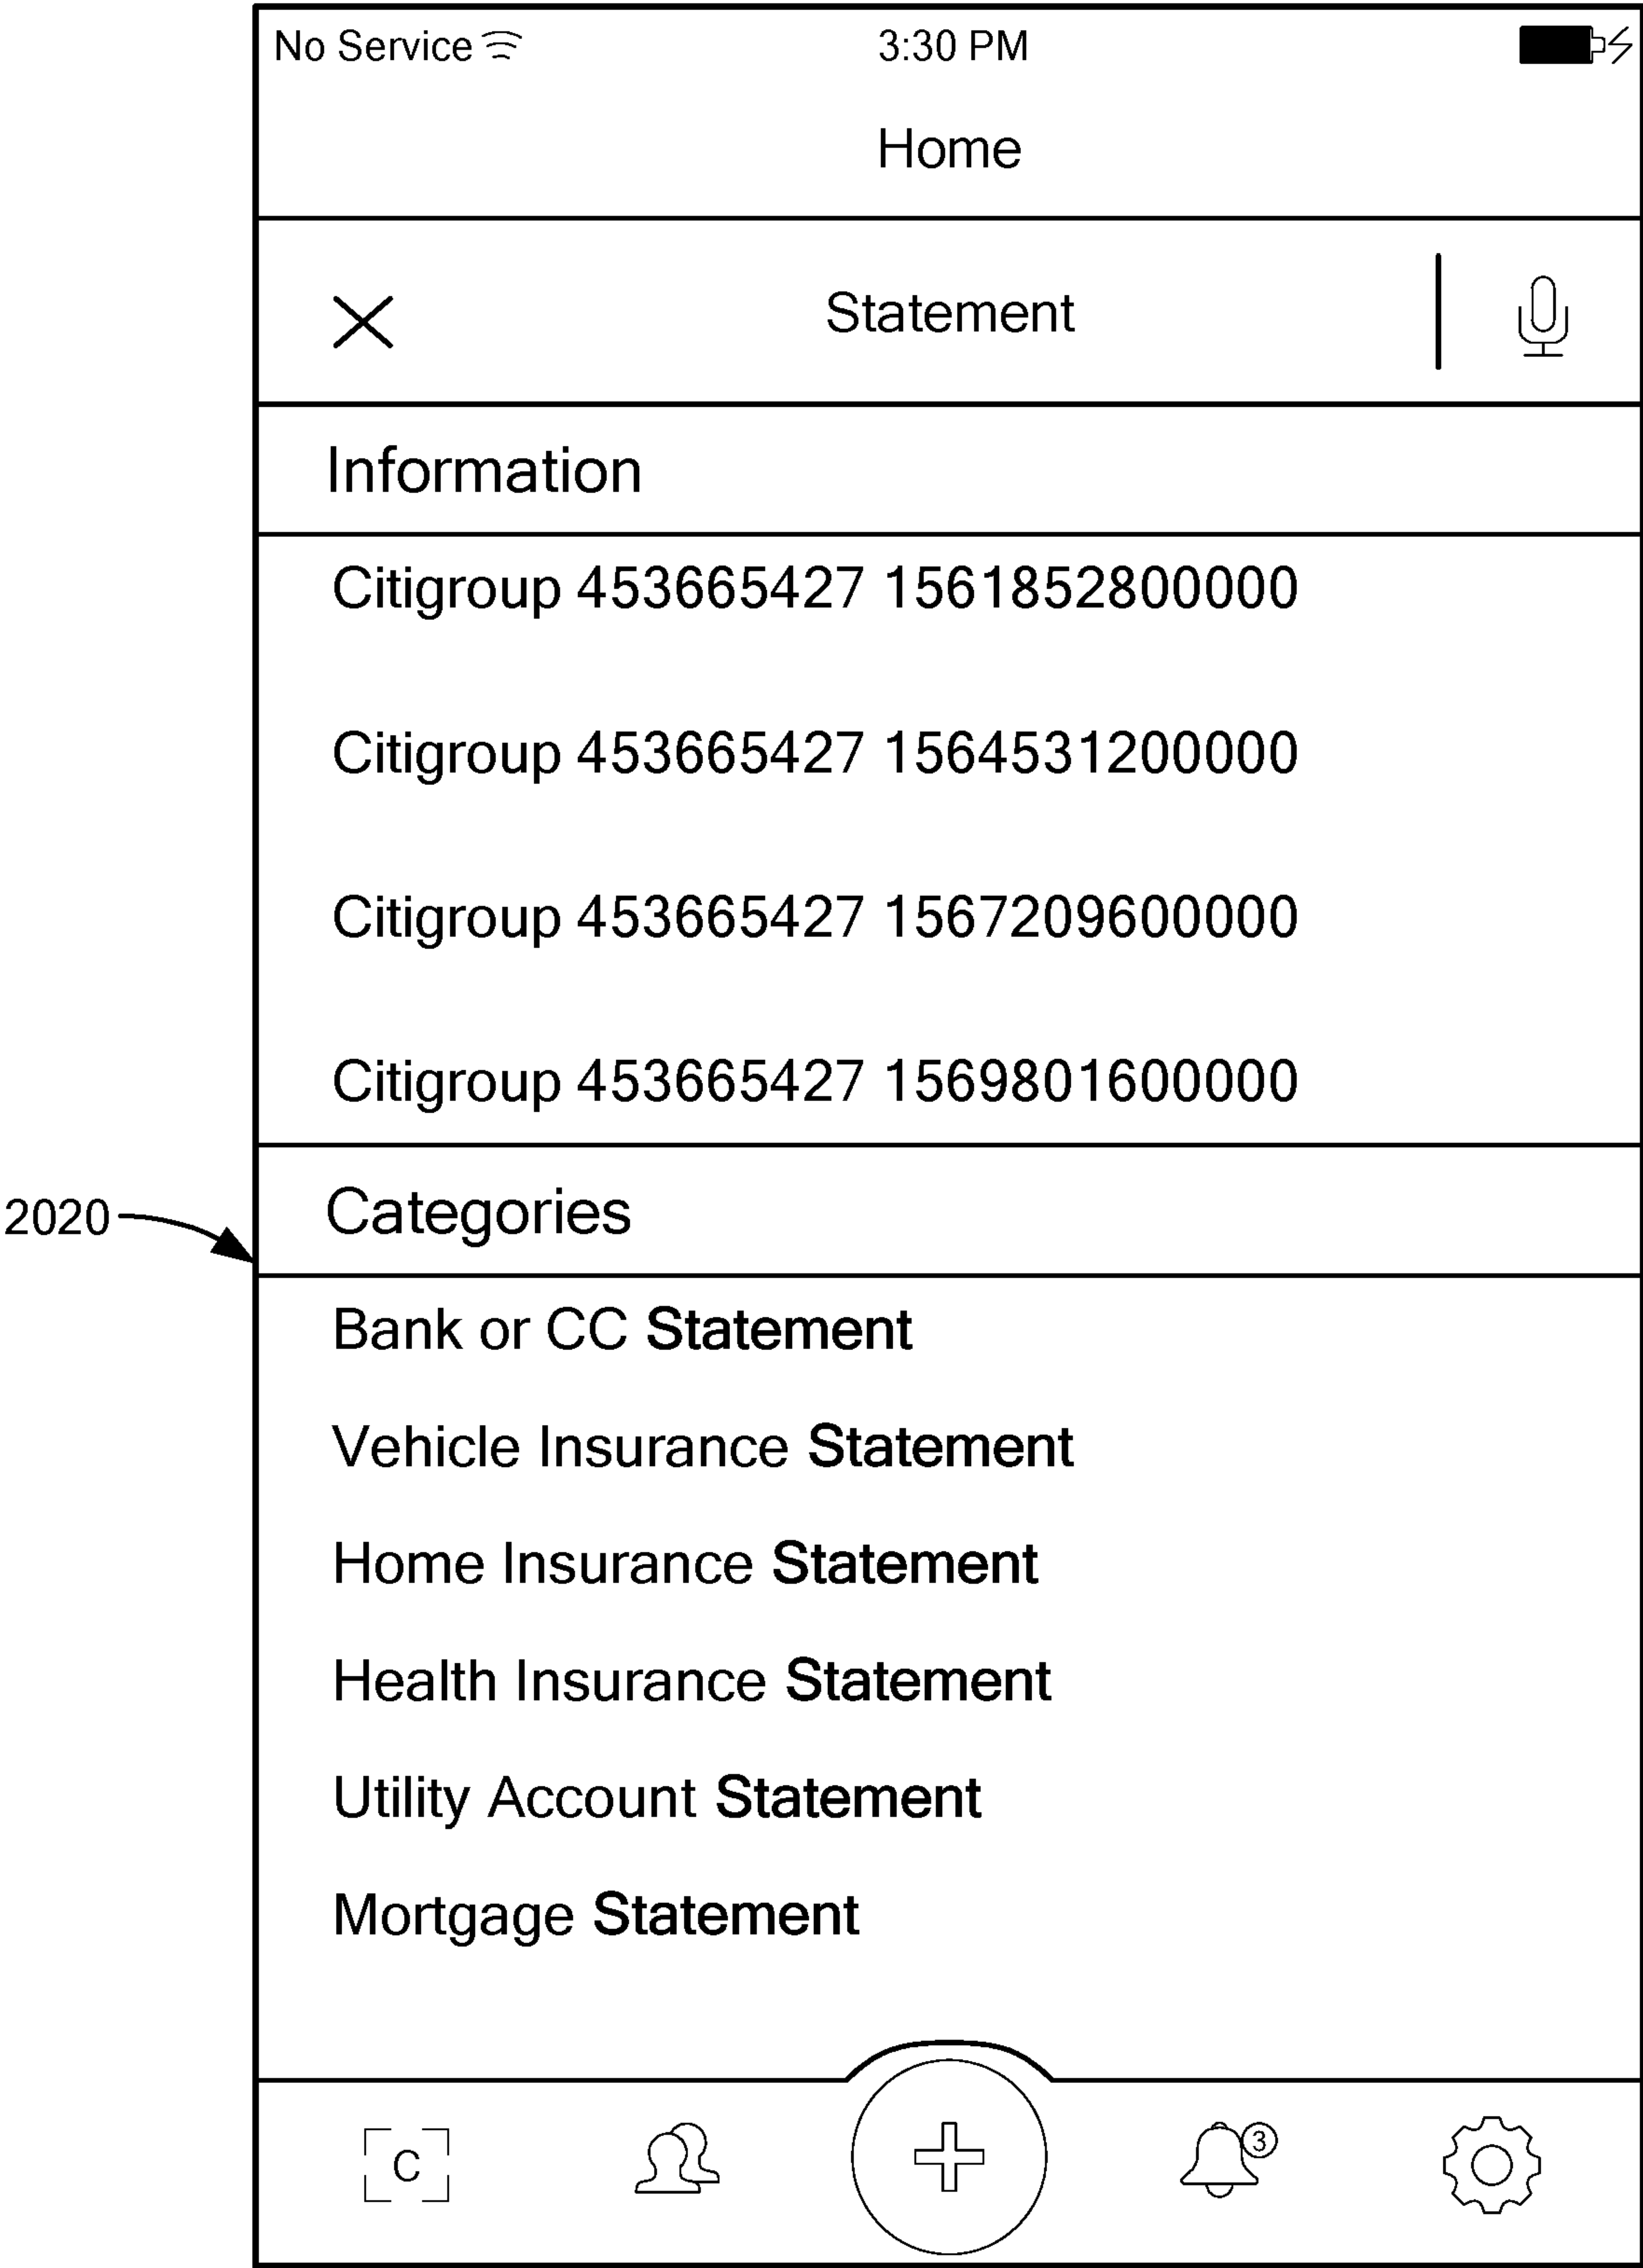 No Service 3:30 PM
Home
Statement
Information
Citigroup 453665427 1561852800000
Citigroup 453665427 1564531200000
Citigroup 453665427 1567209600000
Citigroup 453665427 1569801600000
2020
Categories
Bank or CC Statement
Vehicle Insurance Statement
Home Insurance Statement
Health Insurance Statement
Utility Account Statement
Mortgage Statement
C 3